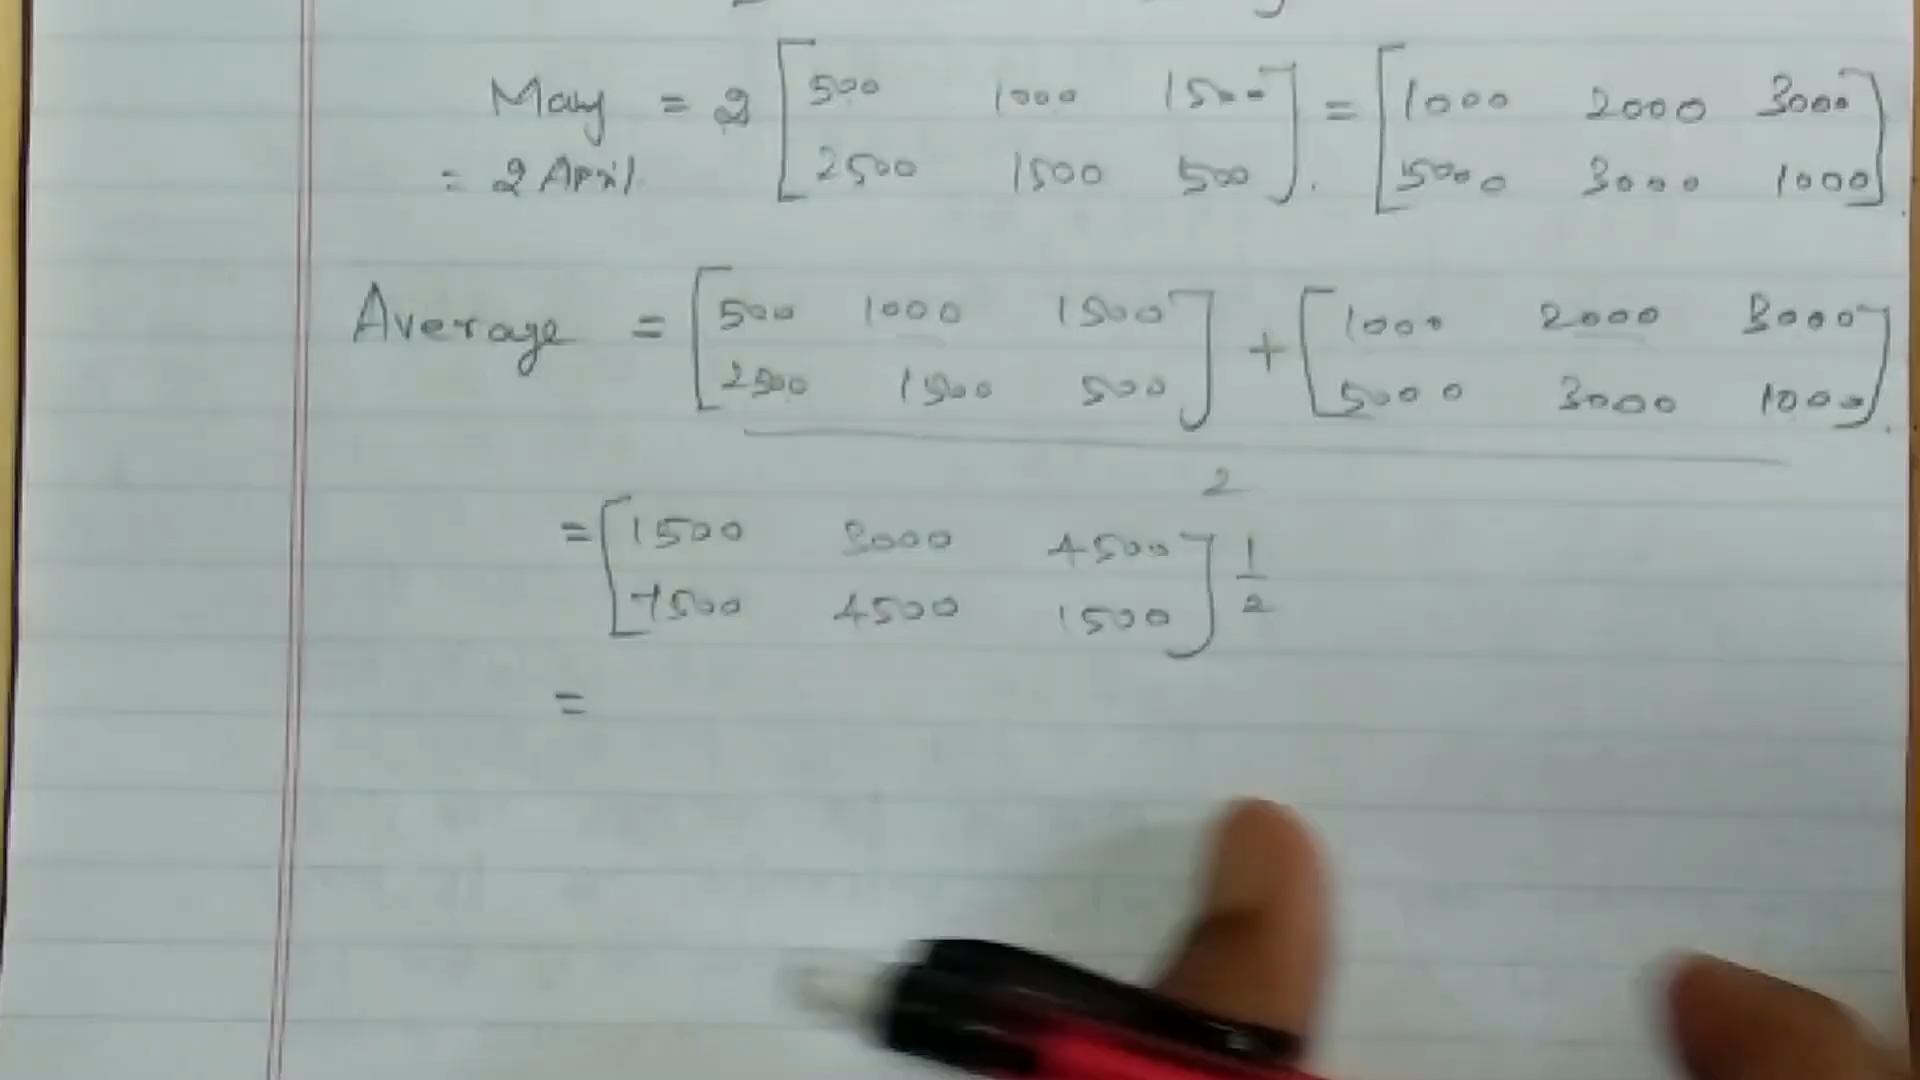 May = 2 [ 500 1000 1500 ] = [ 1000 2000 3000 ]
= 2 April [ 2500 1500 500 ] . [ 5000 3000 1000 ] .
Average = [ 500 1000 1500 ] + [ 1000 2000 3000 ]
[ 2500 1500 500 ] [ 5000 3000 1000 ] .
2
= [ 1500 3000 4500 ] 1
[ 7500 4500 1500 ] 2
=